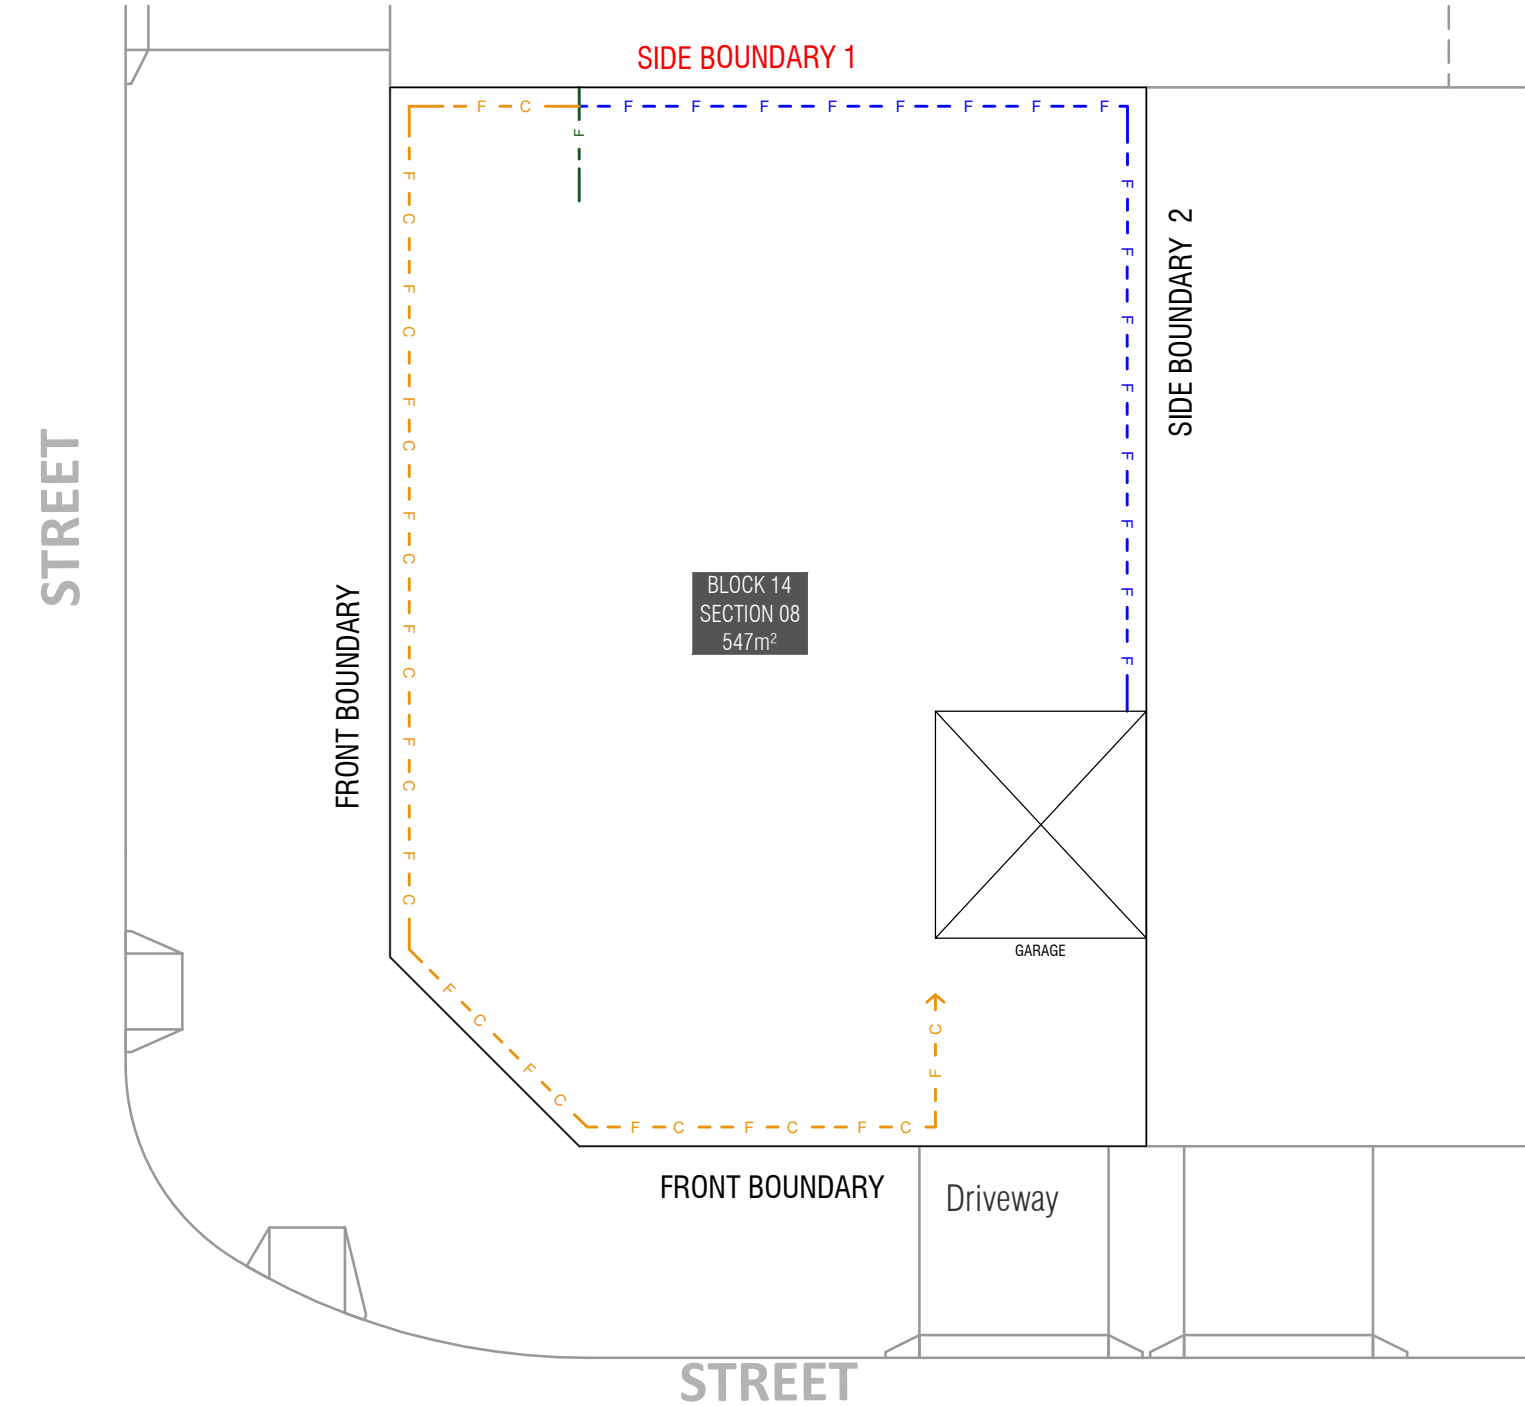 SIDE BOUNDARY 1
F C F F F F F F F F
F
F C F C F C F C F C F C F C
F F F F F F F F
SIDE BOUNDARY 2
STREET
BLOCK 14
SECTION 08
547m²
FRONT BOUNDARY
GARAGE
F C F C
F C
F C F C F C
FRONT BOUNDARY
Driveway
STREET